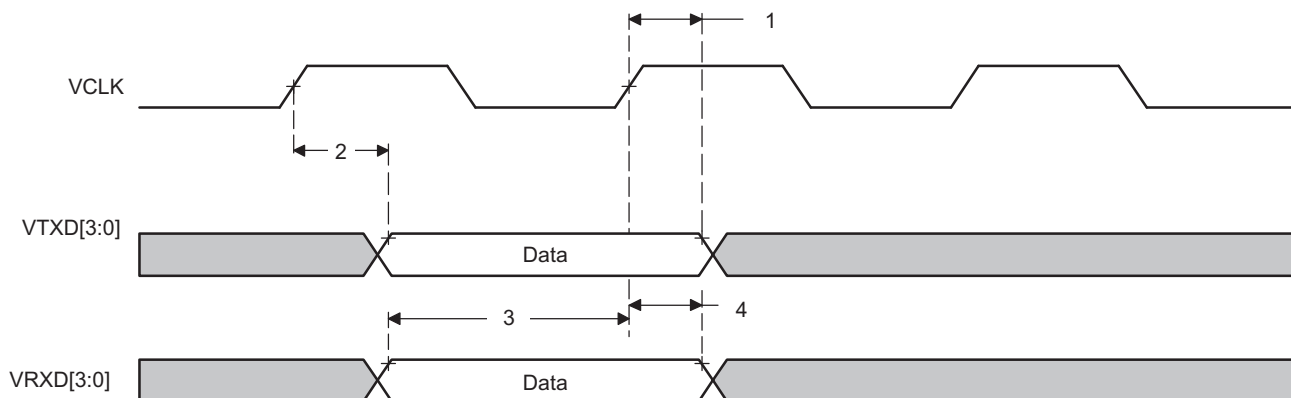 1
VCLK
2
VTXD[3:0]
Data
3
4
VRXD[3:0]
Data